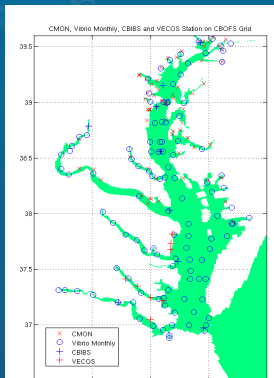 CMON, Vibrio Monthly, CBIBS and VECOS Station on CBOFS Grid
39.5
39
38.5
38
37.5
37
CMON
Vibrio Monthly
CBIBS
VECOS